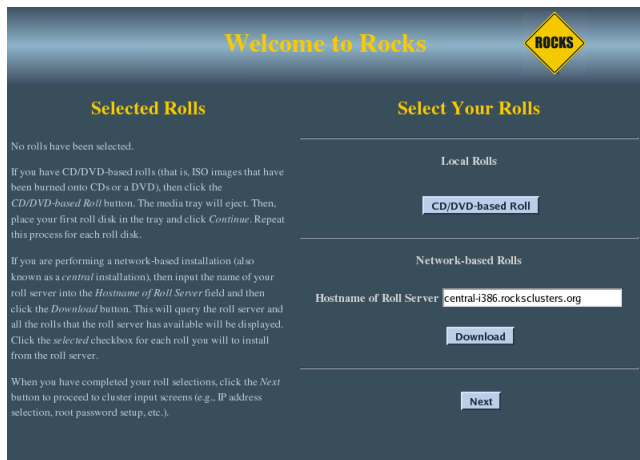 Welcome to Rocks
ROCKS
Selected Rolls
No rolls have been selected.
If you have CD/DVD-based rolls (that is, ISO images that have
been burned onto CDs or a DVD), then click the
CD/DVD-based Roll button. The media tray will eject. Then,
place your first roll disk in the tray and click Continue. Repeat
this process for each roll disk.
If you are performing a network-based installation (also
known as a central installation), then input the name of your
roll server into the Hostname of Roll Server field and then
click the Download button. This will query the roll server and
all the rolls that the roll server has available will be displayed.
Click the selected checkbox for each roll you will to install
from the roll server.
When you have completed your roll selections, click the Next
button to proceed to cluster input screens (e.g., IP address
selection, root password setup, etc.).
Select Your Rolls
Local Rolls
CD/DVD-based Roll
Network-based Rolls
Hostname of Roll Server central-i386.rocksclusters.org
Download
Next